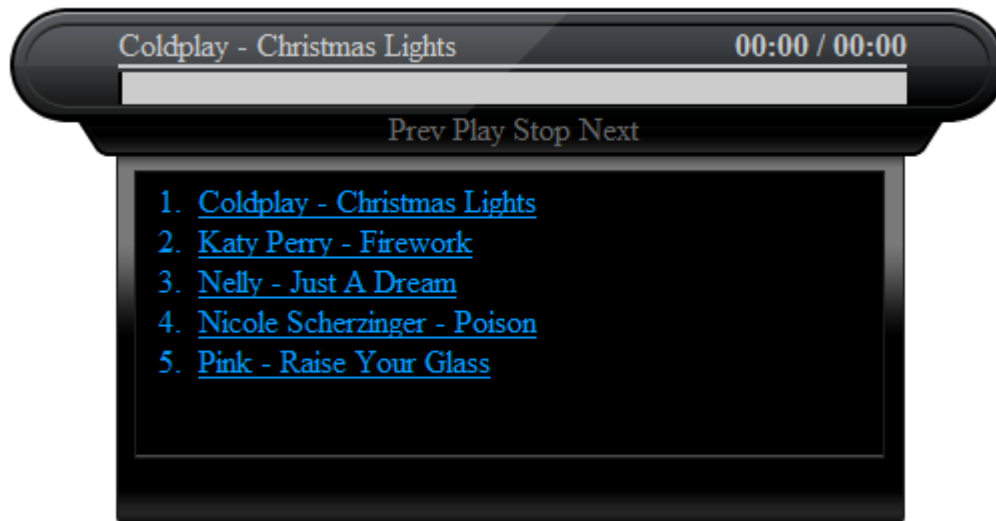 Coldplay - Christmas Lights 00:00 / 00:00
Prev Play Stop Next
1. Coldplay - Christmas Lights
2. Katy Perry - Firework
3. Nelly - Just A Dream
4. Nicole Scherzinger - Poison
5. Pink - Raise Your Glass